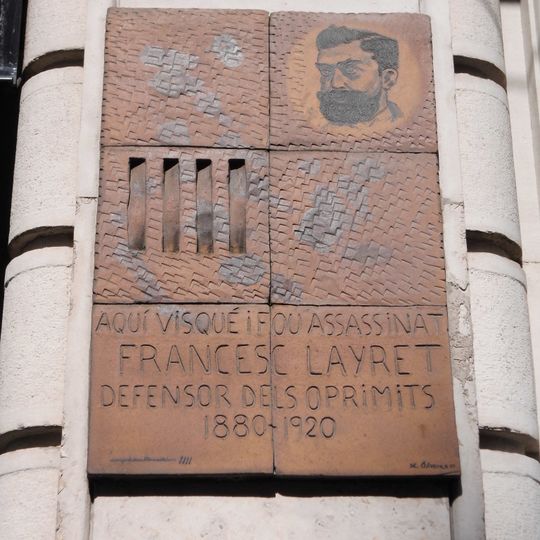 AQUÍ VISQUÉ I FOU ASSASSINAT
FRANCESC LAYRET
DEFENSOR DELS OPRIMITS
1880-1920